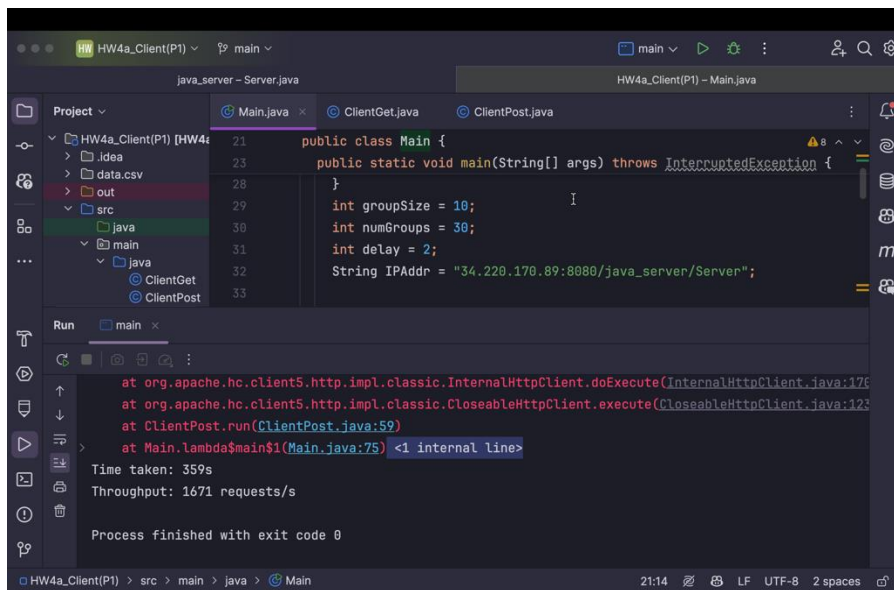 HW HW4a_Client(P1) main main
java_server – Server.java HW4a_Client(P1) – Main.java
Project Main.java ClientGet.java ClientPost.java
HW4a_Client(P1) [HW4a
.idea
data.csv
out
src
java
main
java
ClientGet
ClientPost
21 public class Main { 8
23 public static void main(String[] args) throws InterruptedException {
28 }
29 int groupSize = 10;
30 int numGroups = 30;
31 int delay = 2;
32 String IPAddr = "34.220.170.89:8080/java_server/Server";
33
Run main
at org.apache.hc.client5.http.impl.classic.InternalHttpClient.doExecute(InternalHttpClient.java:170
at org.apache.hc.client5.http.impl.classic.CloseableHttpClient.execute(CloseableHttpClient.java:123
at ClientPost.run(ClientPost.java:59)
at Main.lambda$main$1(Main.java:75) <1 internal line>
Time taken: 359s
Throughput: 1671 requests/s
Process finished with exit code 0
HW4a_Client(P1) > src > main > java > Main 21:14 LF UTF-8 2 spaces